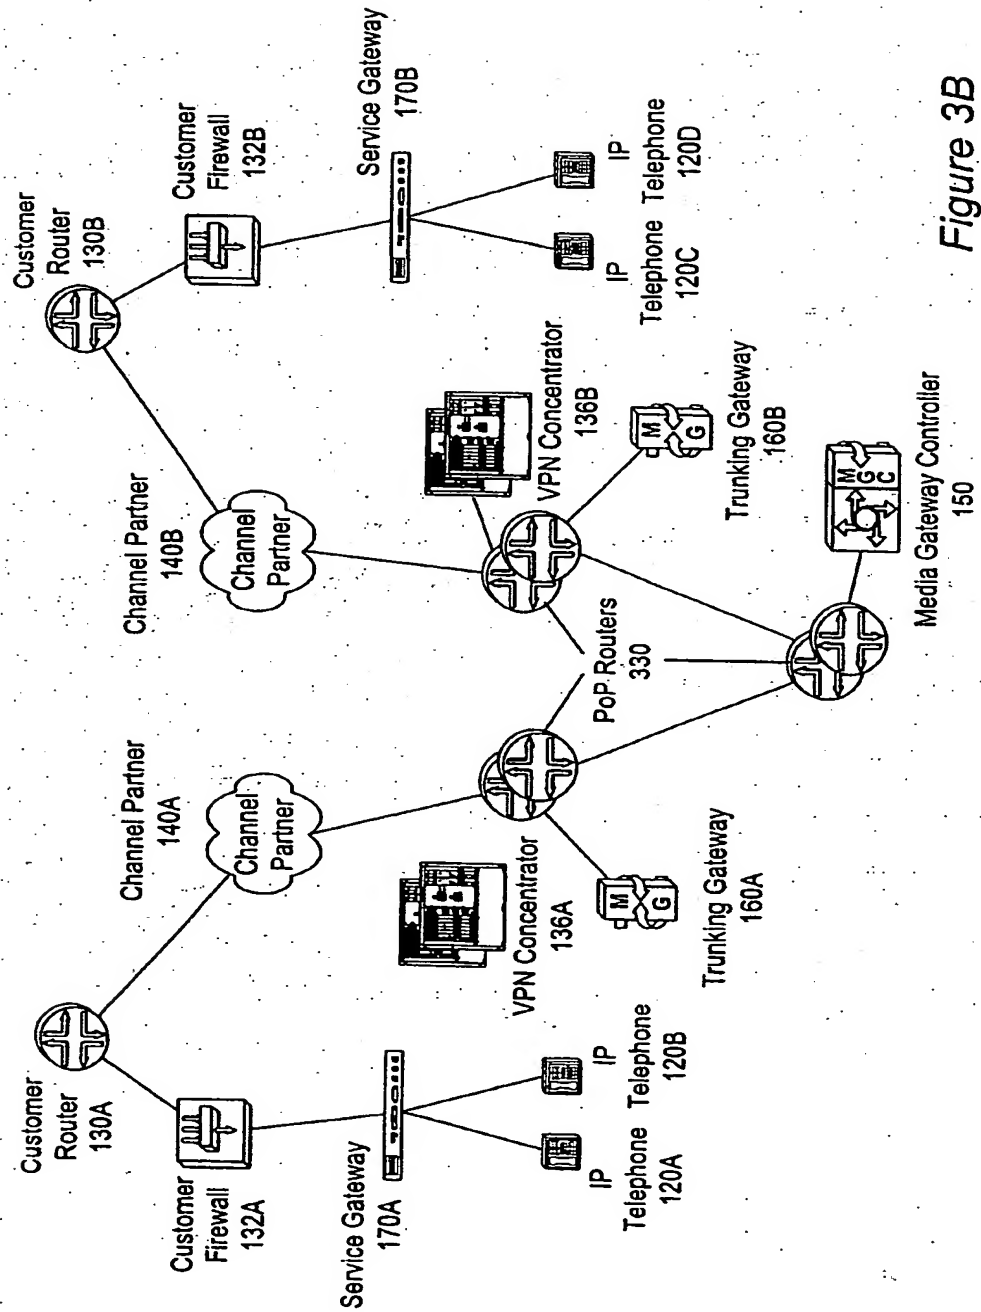 Customer
Router
130A
Customer
Firewall
132A
Service Gateway
170A
IP
Telephone
120A
IP
Telephone
120B
Channel Partner
140A
Channel
Partner
VPN Concentrator
136A
M
G
Trunking Gateway
160A
PoP Routers
330
Channel Partner
140B
Channel
Partner
VPN Concentrator
136B
M
G
Trunking Gateway
160B
M
G
C
Media Gateway Controller
150
Customer
Router
130B
Customer
Firewall
132B
Service Gateway
170B
IP
Telephone
120C
IP
Telephone
120D
Figure 3B